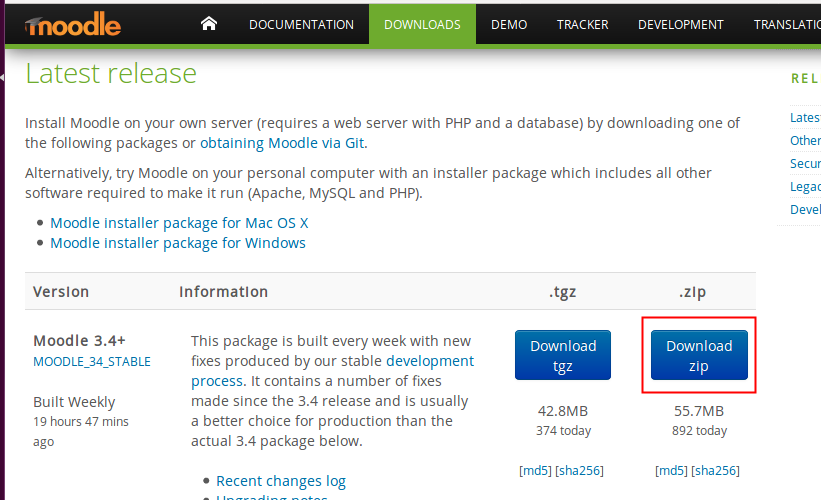 moodle DOCUMENTATION DOWNLOADS DEMO TRACKER DEVELOPMENT TRANSLATIO
Latest release
REL
Install Moodle on your own server (requires a web server with PHP and a database) by downloading one of
the following packages or obtaining Moodle via Git.
Alternatively, try Moodle on your personal computer with an installer package which includes all other
software required to make it run (Apache, MySQL and PHP).
• Moodle installer package for Mac OS X
• Moodle installer package for Windows
Latest
Other
Secur
Legac
Devel
Version Information .tgz .zip
Moodle 3.4+
MOODLE_34_STABLE
Built Weekly
19 hours 47 mins
ago
This package is built every week with new
fixes produced by our stable development
process. It contains a number of fixes
made since the 3.4 release and is usually
a better choice for production than the
actual 3.4 package below.
• Recent changes log
• Upgrading notes
Download
tgz
42.8MB
374 today
[md5] [sha256]
Download
zip
55.7MB
892 today
[md5] [sha256]